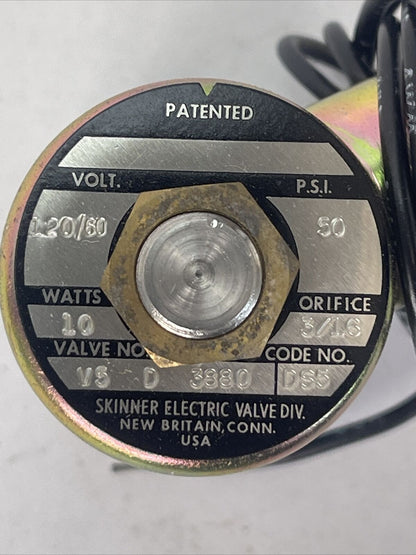 PATENTED
VOLT. P.S.I.
120/60 50
WATTS ORIFICE
10 3/16
VALVE NO. CODE NO.
V5 D 3880 DS5
SKINNER ELECTRIC VALVE DIV.
NEW BRITAIN, CONN.
USA